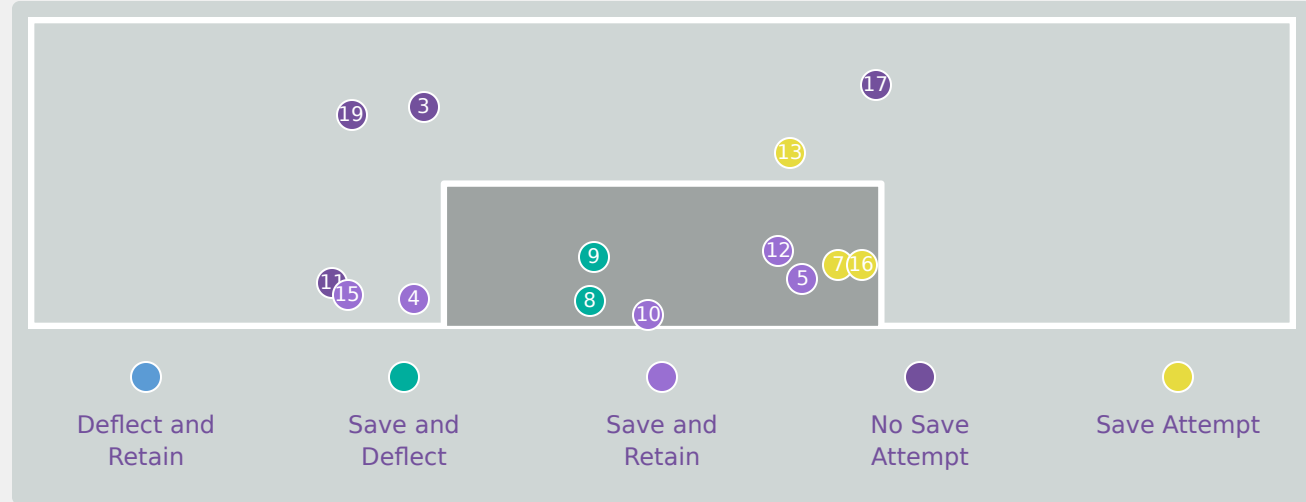 17
3
19
13
12
9
7
16
5
11
15
4
8
10
Deflect and
Retain
Save and
Deflect
Save and
Retain
No Save
Attempt
Save Attempt